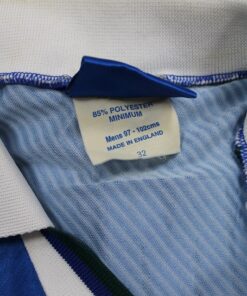 85% POLYESTER
MINIMUM
Mens 97 - 102cms
MADE IN ENGLAND
32